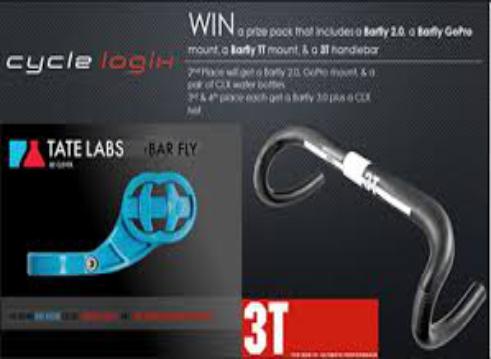 WIN a prize pack that includes a Barfly 2.0, a Barfly GoPro
mount, a Barfly TT mount, & a 3T handlebar
2nd Place will get a Barfly 2.0, GoPro mount, & a
pair of CLX water bottles
3rd & 4th place each get a Barfly 3.0 plus a CLX
hat
cycle logix
TATE LABS BAR FLY
3T
3T